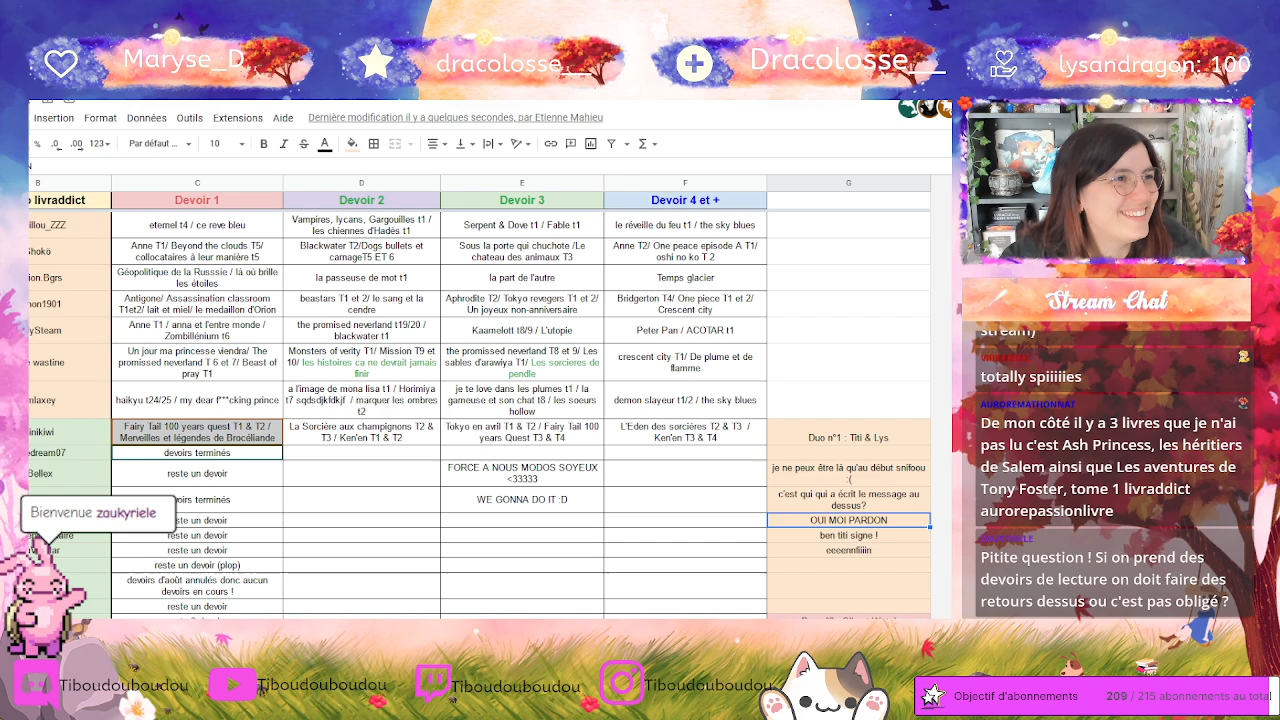 Maryse_D
dracolosse__
Dracolosse__
lysandragon: 100
Insertion Format Données Outils Extensions Aide Dernière modification il y a quelques secondes, par Etienne Mahieu
% .0 .00 123 Par défaut ... 10 B I S A
B C D E F G
livraddict Devoir 1 Devoir 2 Devoir 3 Devoir 4 et +
illou_ZZZ
eternel t4 / ce reve bleu
Vampires, lycans, Gargouilles t1 /
les chiennes d'Hadès t1
Serpent & Dove t1 / Fable t1
le réveille du feu t1 / the sky blues
Shokö
Anne T1/ Beyond the clouds T5/
collocataires à leur manière t5
Blackwater T2/Dogs bullets et
carnageT5 ET 6
Sous la porte qui chuchote /Le
chateau des animaux T3
Anne T2/ One peace episode A T1/
oshi no ko T 2
ion.Bgrs
Géopolitique de la Russsie / là où brille
les étoiles
la passeuse de mot t1
la part de l'autre
Temps glacier
non1901
Antigone/ Assassination classroom
T1et2/ lait et miel/ le medaillon d'Orion
beastars T1 et 2/ le sang et la
cendre
Aphrodite T2/ Tokyo revegers T1 et 2/
Un joyeux non-anniversaire
Bridgerton T4/ One piece T1 et 2/
Crescent city
ySteam
Anne T1 / anna et l'entre monde /
Zombillénium t6
the promised neverland t19/20 /
blackwater t1
Kaamelott t8/9 / L'utopie
Peter Pan / ACOTAR t1
wastine
Un jour ma princesse viendra/ The
promised neverland T 6 et 7/ Beast of
pray T1
Monsters of verity T1/ Mission T9 et
10/ les histoires ca ne devrait jamais
finir
the promised neverland T8 et 9/ Les
sables d'arawiya T1/ Les sorcieres de
pendle
crescent city T1/ De plume et de
flamme
mlaxey
haikyu t24/25 / my dear f***cking prince
a l'image de mona lisa t1 / Horimiya
t7 sqdsdjkfdkjf / marquer les ombres
t2
je te love dans les plumes t1 / la
gameuse et son chat t8 / les soeurs
hollow
demon slayeur t1/2 / the sky blues
inikiwi
Fairy Tail 100 years quest T1 & T2 /
Merveilles et légendes de Brocéliande
La Sorciére aux champignons T2 &
T3 / Ken'en T1 & T2
Tokyo en avril T1 & T2 / Fairy Tail 100
years Quest T3 & T4
L'Eden des sorcières T2 & T3 /
Ken'en T3 & T4
Duo n°1 : Titi & Lys
dream07 devoirs terminés
Bellex
reste un devoir
FORCE A NOUS MODOS SOYEUX
<33333
je ne peux être là qu'au début snifoou
:(
oirs terminés
WE GONNA DO IT :D
c'est qui qui a écrit le message au
dessus?
te un devoir OUI MOI PARDON
reste un devoir ben titi signe !
reste un devoir eeeennfiiiin
reste un devoir (plop)
devoirs d'août annulés donc aucun
devoirs en cours !
reste un devoir
Bienvenue zaukyriele
Stream Chat
stream)
totally spiiiiies
AUROREMATHONNAT
De mon côté il y a 3 livres que je n'ai
pas lu c'est Ash Princess, les héritiers
de Salem ainsi que Les aventures de
Tony Foster, tome 1 livraddict
aurorepassionlivre
Pitite question ! Si on prend des
devoirs de lecture on doit faire des
retours dessus ou c'est pas obligé ?
Tiboudouboudou
Tiboudouboudou
Tiboudouboudou
Tiboudouboudou
Objectif d'abonnements 209 / 215 abonnements au total